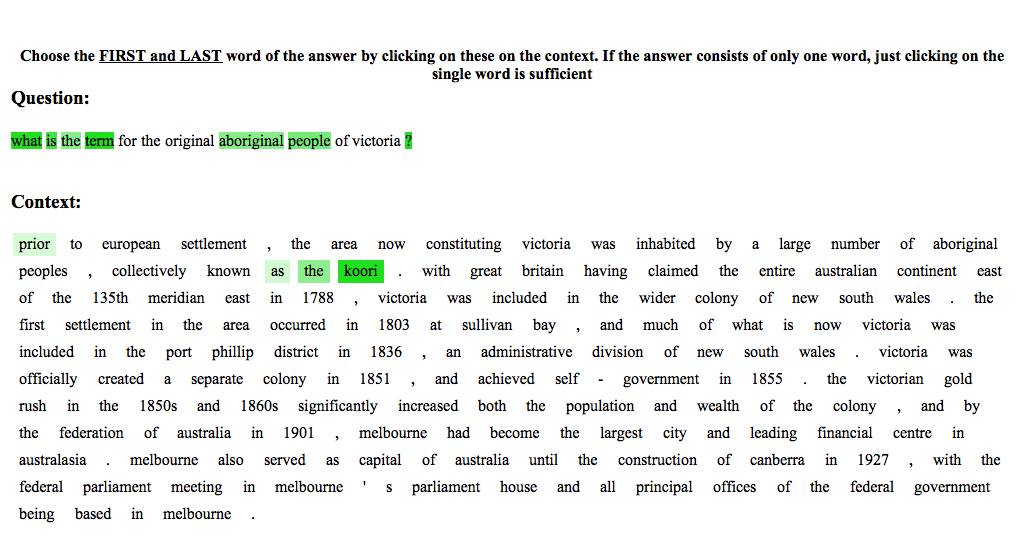 Choose the FIRST and LAST word of the answer by clicking on these on the context. If the answer consists of only one word, just clicking on the
single word is sufficient
Question:
what is the term for the original aboriginal people of victoria ?
Context:
prior to european settlement , the area now constituting victoria was inhabited by a large number of aboriginal
peoples , collectively known as the koori . with great britain having claimed the entire australian continent east
of the 135th meridian east in 1788 , victoria was included in the wider colony of new south wales . the
first settlement in the area occurred in 1803 at sullivan bay , and much of what is now victoria was
included in the port phillip district in 1836 , an administrative division of new south wales . victoria was
officially created a separate colony in 1851 , and achieved self - government in 1855 . the victorian gold
rush in the 1850s and 1860s significantly increased both the population and wealth of the colony , and by
the federation of australia in 1901 , melbourne had become the largest city and leading financial centre in
australasia . melbourne also served as capital of australia until the construction of canberra in 1927 , with the
federal parliament meeting in melbourne ' s parliament house and all principal offices of the federal government
being based in melbourne .